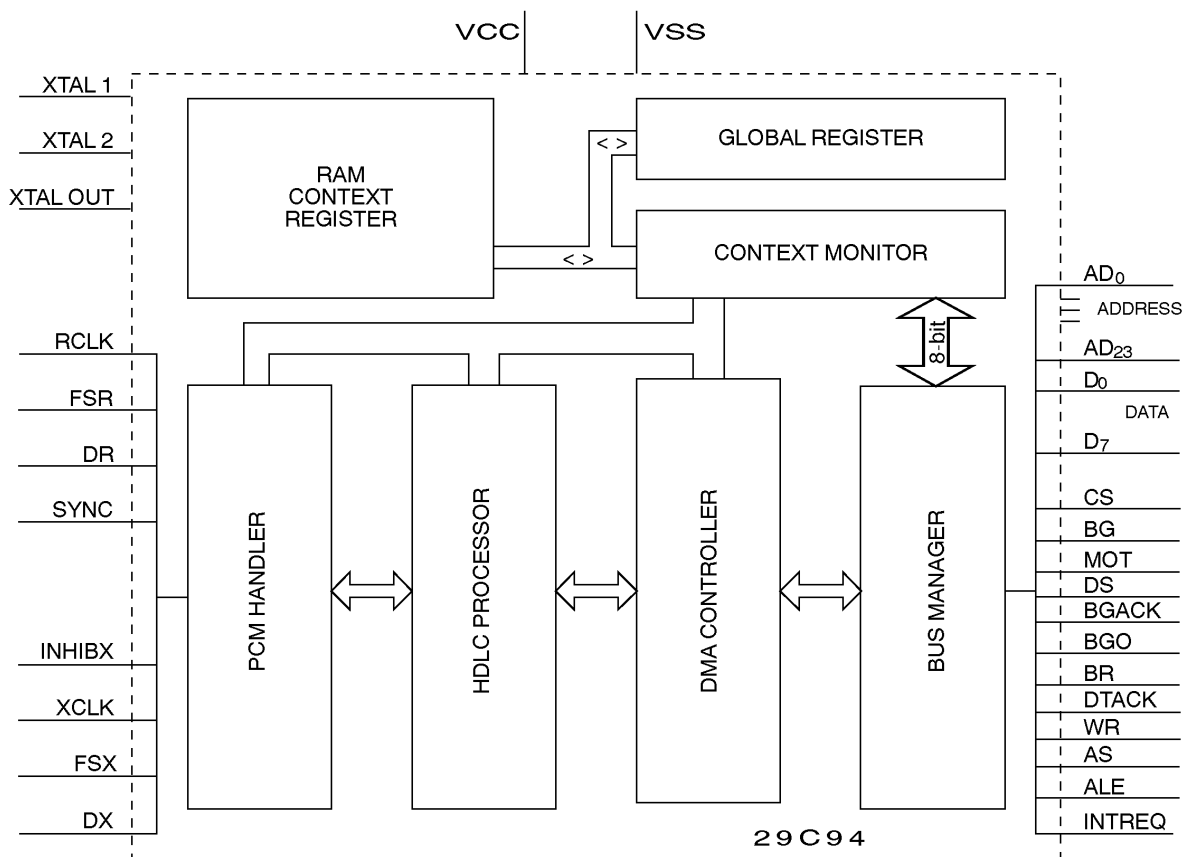 VCC
VSS
XTAL 1
XTAL 2
XTAL OUT
RAM
CONTEXT
REGISTER
< >
GLOBAL REGISTER
< >
CONTEXT MONITOR
8-bit
RCLK
FSR
DR
SYNC
INHIBX
XCLK
FSX
DX
PCM HANDLER
HDLC PROCESSOR
DMA CONTROLLER
BUS MANAGER
AD0
ADDRESS
AD23
D0
DATA
D7
CS
BG
MOT
DS
BGACK
BGO
BR
DTACK
WR
AS
ALE
INTREQ
29C94